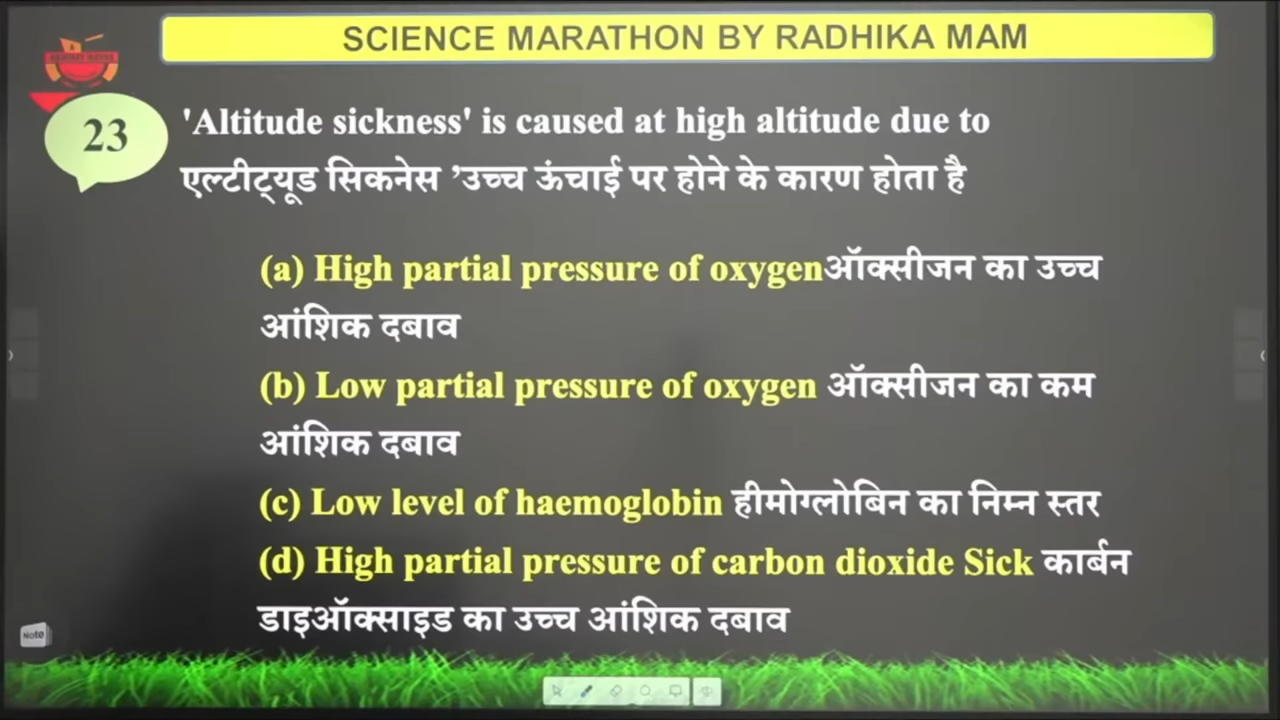 SCIENCE MARATHON BY RADHIKA MAM
23
'Altitude sickness' is caused at high altitude due to
एल्टीट्यूड सिकनेस ’उच्च ऊंचाई पर होने के कारण होता है
(a) High partial pressure of oxygenऑक्सीजन का उच्च
आंशिक दबाव
(b) Low partial pressure of oxygen ऑक्सीजन का कम
आंशिक दबाव
(c) Low level of haemoglobin हीमोग्लोबिन का निम्न स्तर
(d) High partial pressure of carbon dioxide Sick कार्बन
डाइऑक्साइड का उच्च आंशिक दबाव
Note